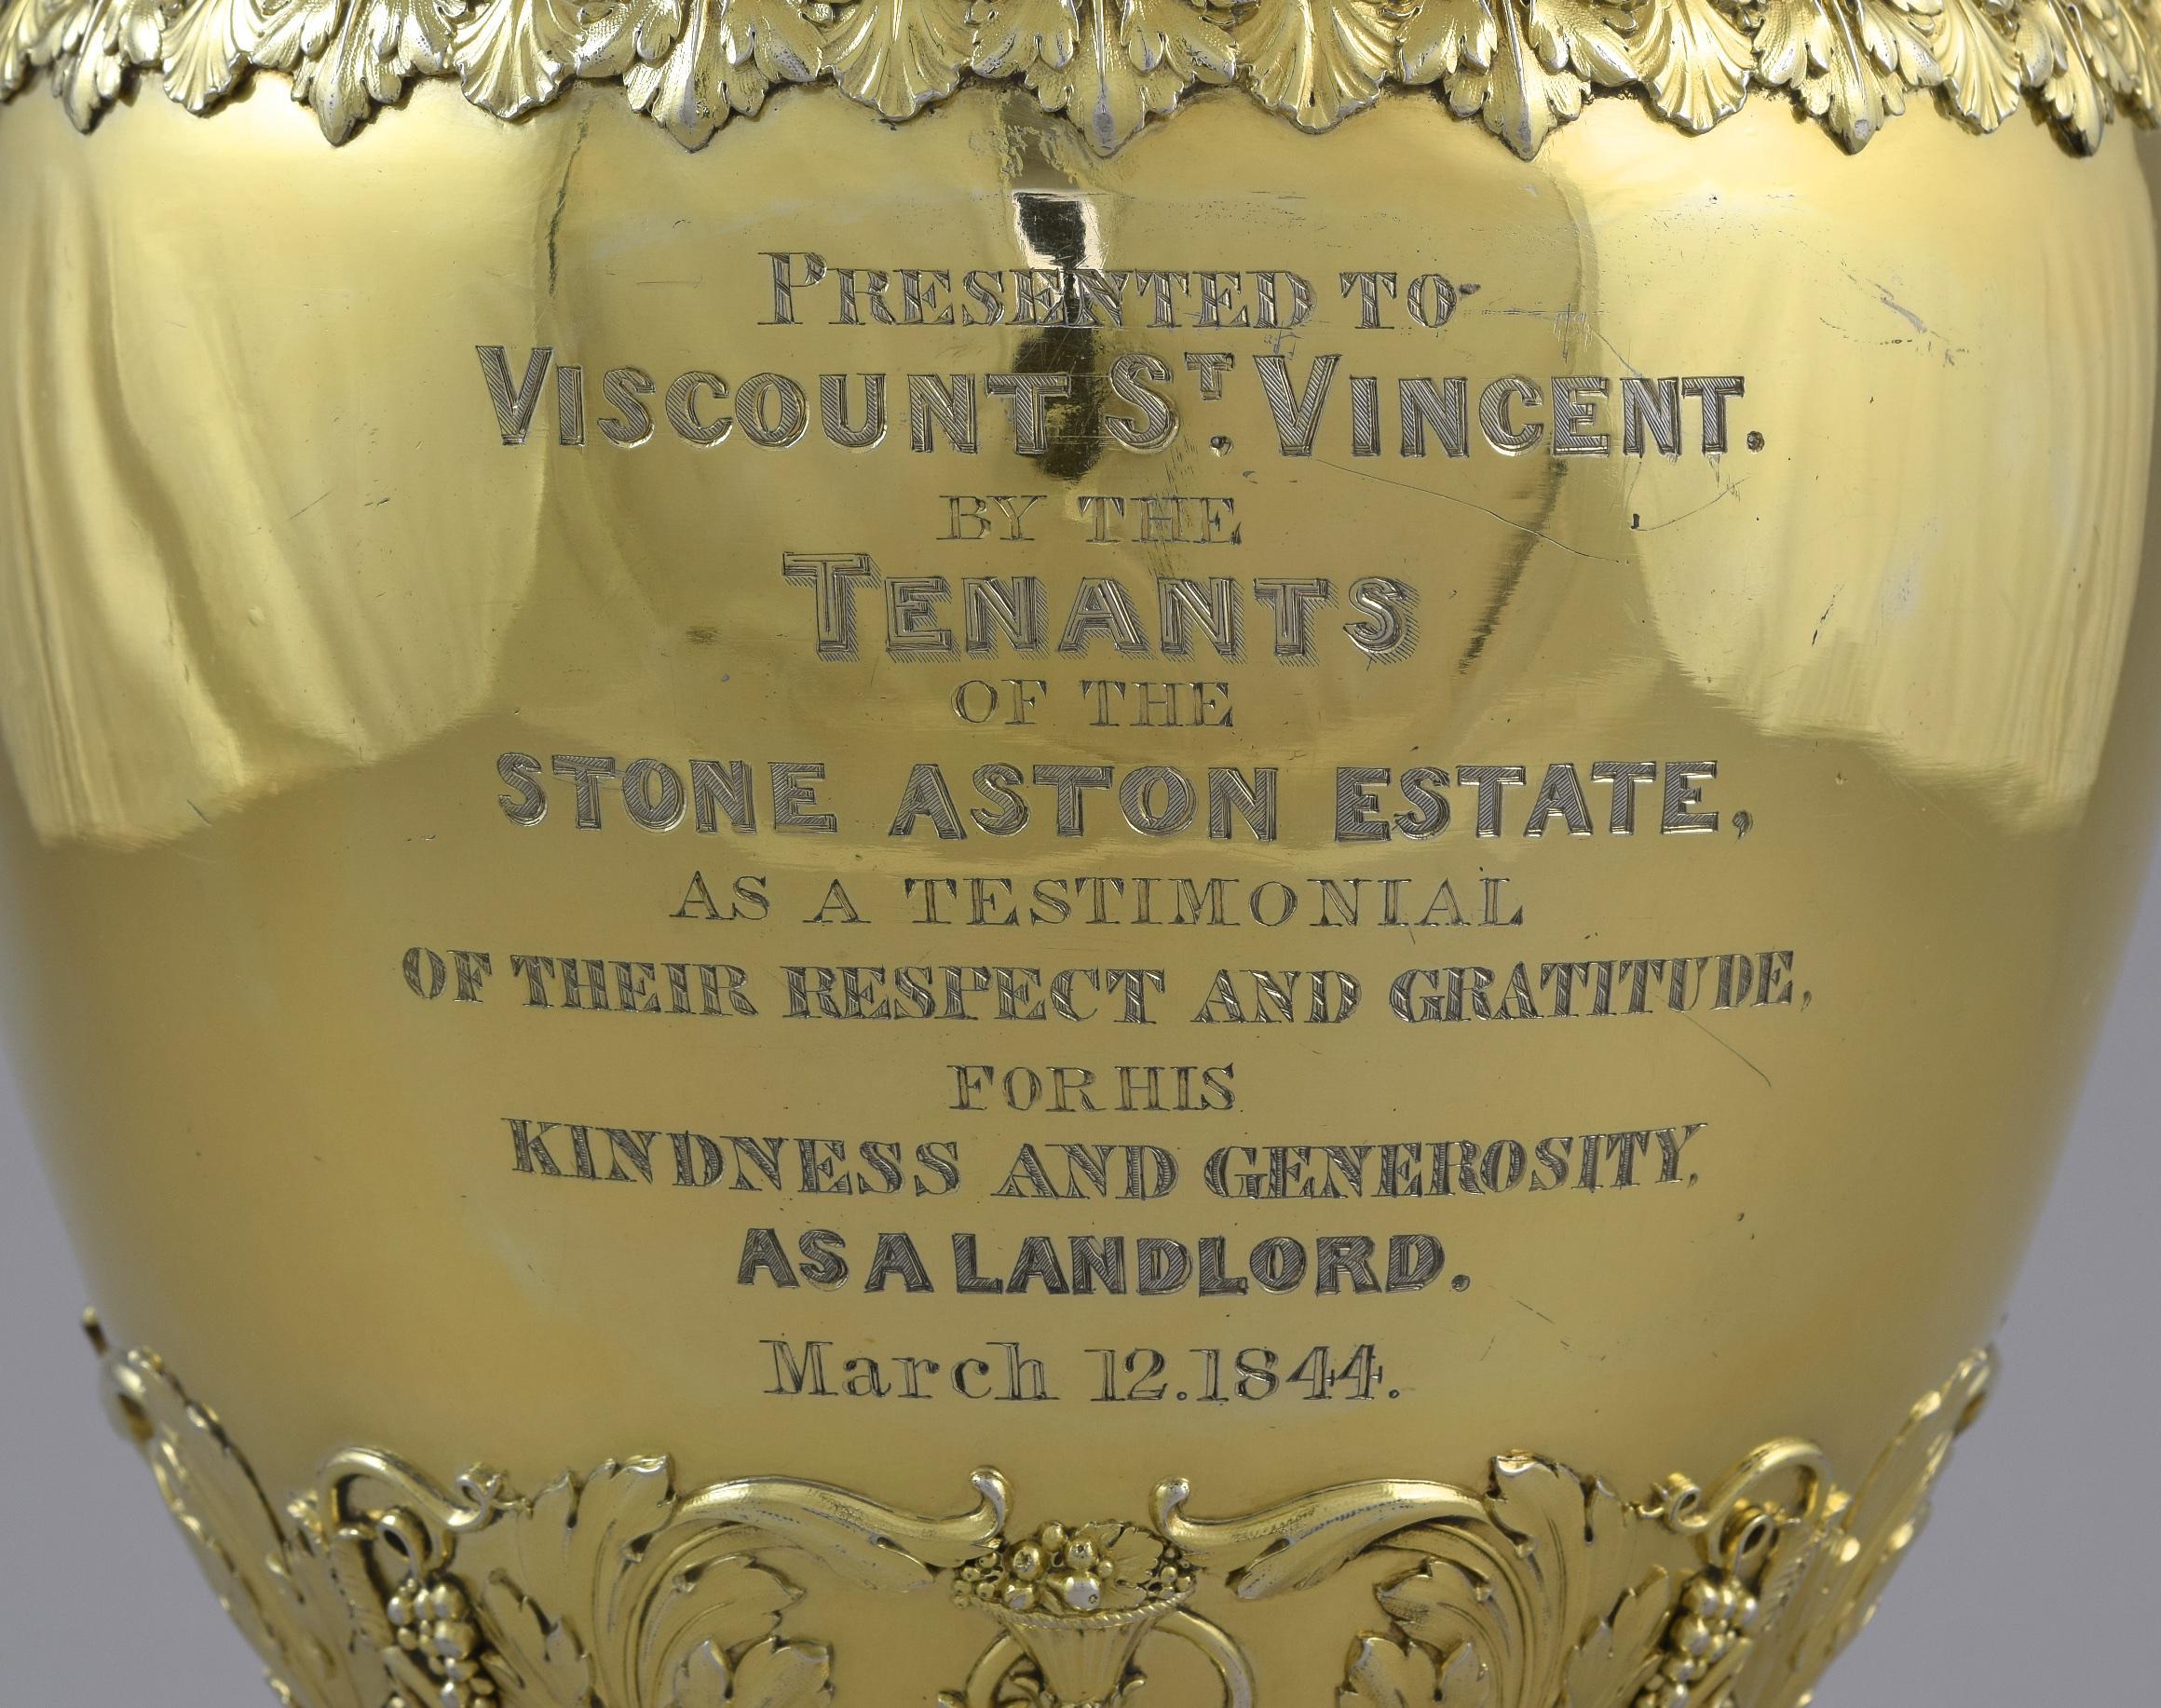 PRESENTED TO
VISCOUNT ST. VINCENT.
BY THE
TENANTS
OF THE
STONE ASTON ESTATE,
AS A TESTIMONIAL
OF THEIR RESPECT AND GRATITUDE,
FOR HIS
KINDNESS AND GENEROSITY,
AS A LANDLORD.
March 12. 1844.